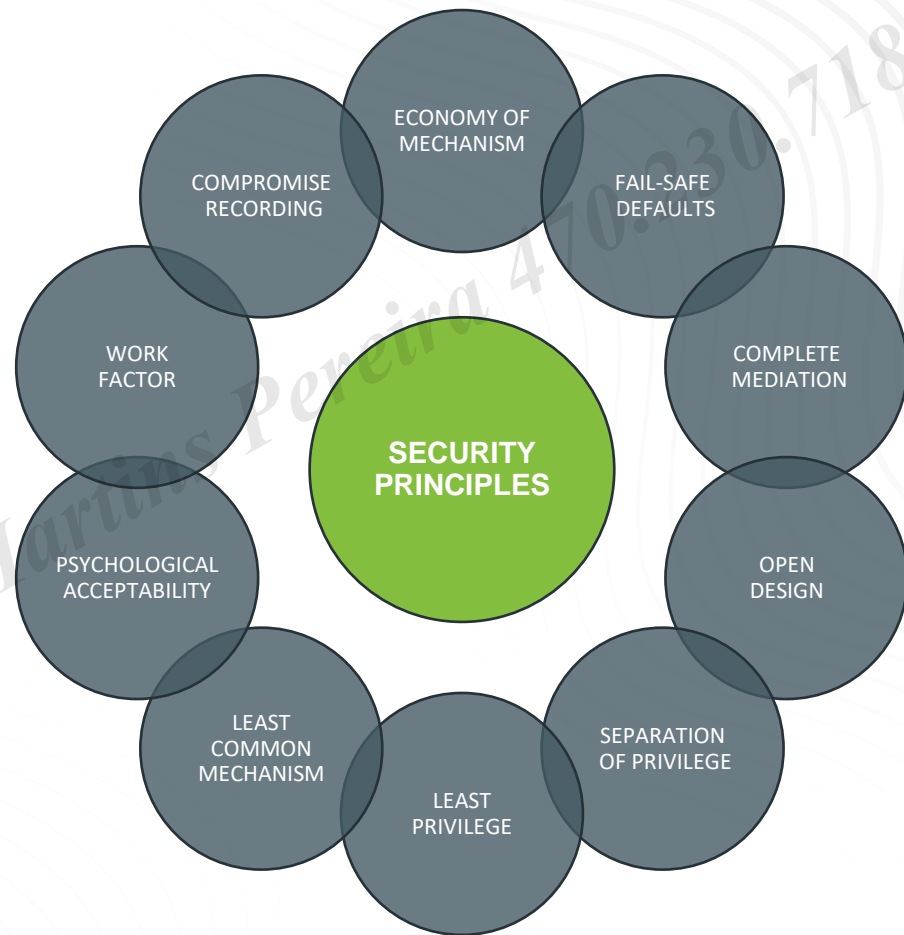 ECONOMY OF
MECHANISM
FAIL-SAFE
DEFAULTS
COMPLETE
MEDIATION
OPEN
DESIGN
SEPARATION
OF PRIVILEGE
LEAST
PRIVILEGE
LEAST
COMMON
MECHANISM
PSYCHOLOGICAL
ACCEPTABILITY
WORK
FACTOR
COMPROMISE
RECORDING
SECURITY
PRINCIPLES
Martins Pereira 470.230.718